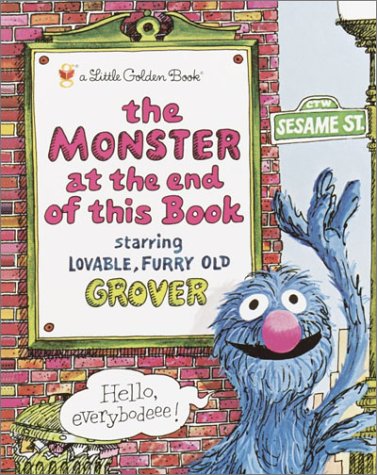 a Little Golden Book®
the
MONSTER
at the end
of this Book
starring
LOVABLE, FURRY OLD
GROVER
CTW
SESAME ST.
Hello,
everybodeee!